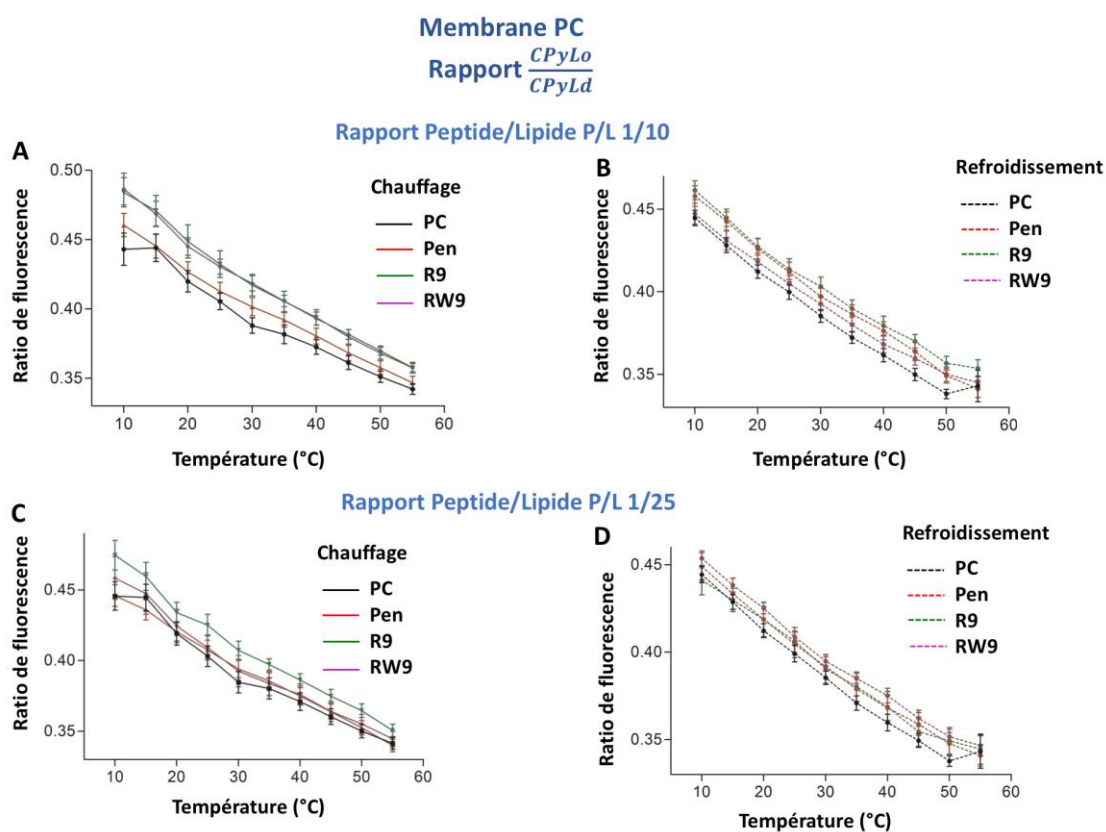 Membrane PC
Rapport CPyLo/CPyLd
Rapport Peptide/Lipide P/L 1/10
A
Ratio de fluorescence
0.50
0.45
0.40
0.35
10 20 30 40 50 60
Température (°C)
Chauffage
PC
Pen
R9
RW9
B
Ratio de fluorescence
0.45
0.40
0.35
10 20 30 40 50 60
Température (°C)
Refroidissement
PC
Pen
R9
RW9
Rapport Peptide/Lipide P/L 1/25
C
Ratio de fluorescence
0.45
0.40
0.35
10 20 30 40 50 60
Température (°C)
Chauffage
PC
Pen
R9
RW9
D
Ratio de fluorescence
0.45
0.40
0.35
10 20 30 40 50 60
Température (°C)
Refroidissement
PC
Pen
R9
RW9